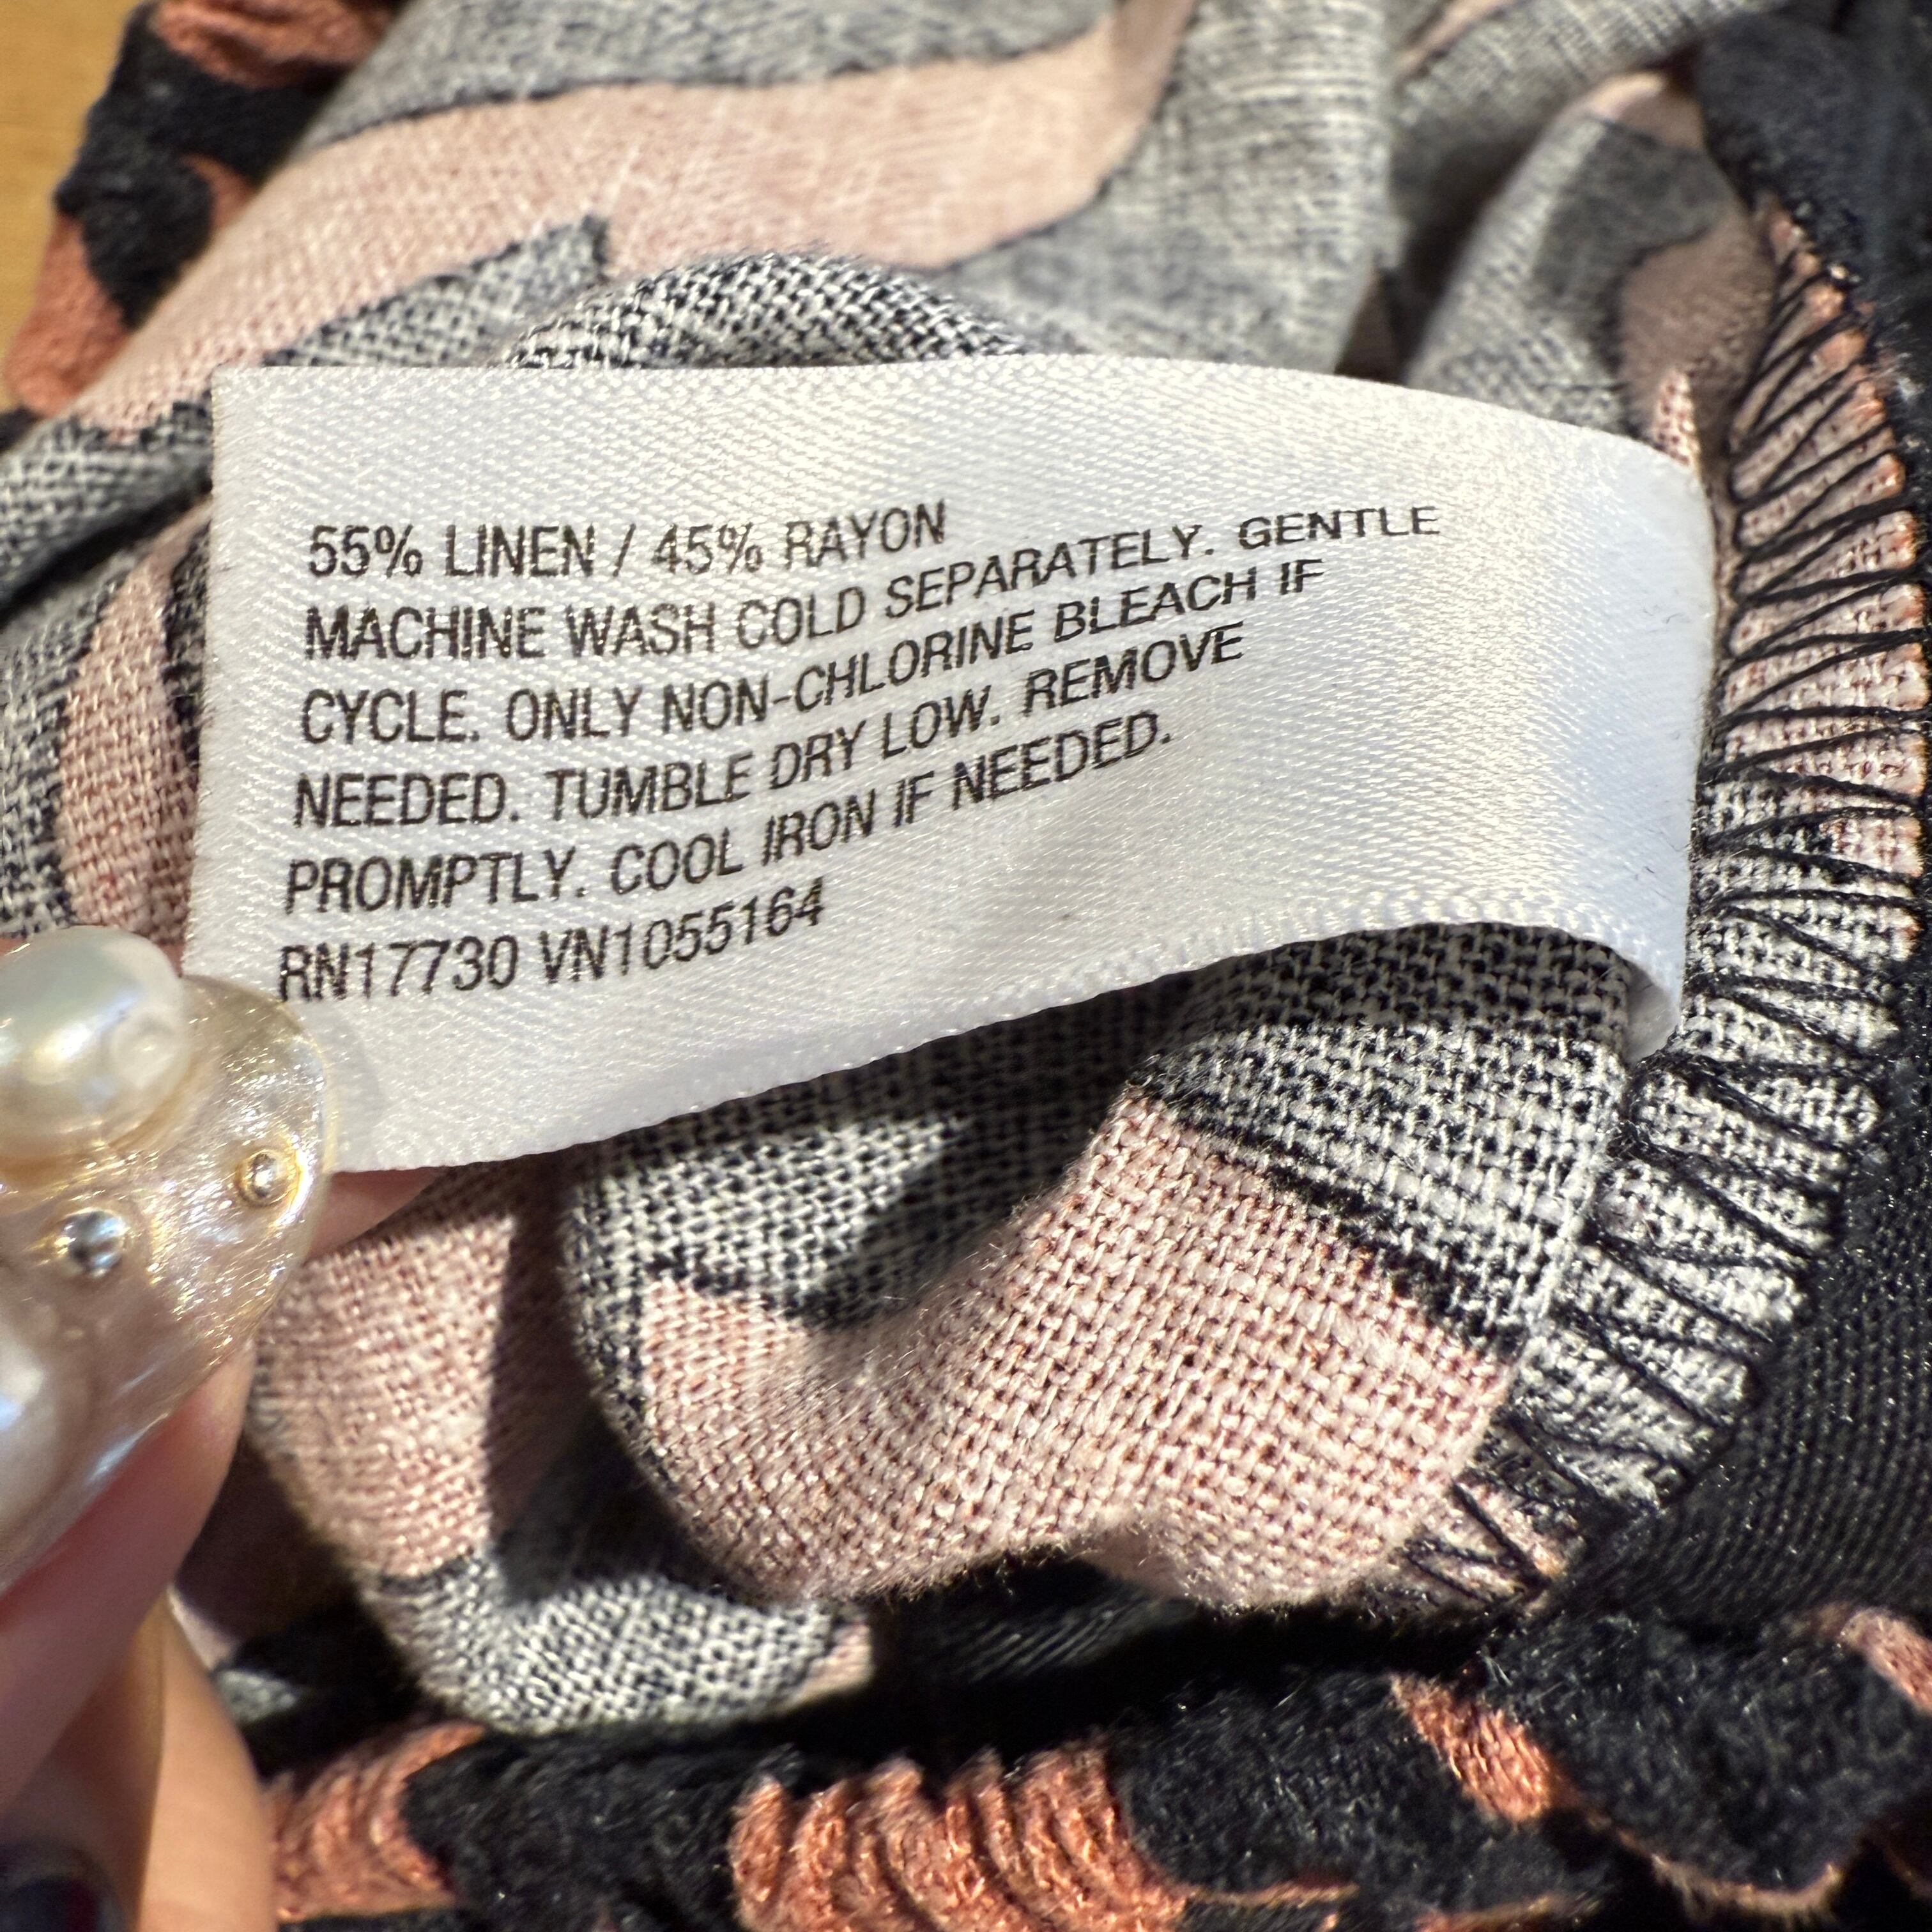 55% LINEN / 45% RAYON
MACHINE WASH COLD SEPARATELY. GENTLE
CYCLE. ONLY NON-CHLORINE BLEACH IF
NEEDED. TUMBLE DRY LOW. REMOVE
PROMPTLY. COOL IRON IF NEEDED.
RN17730 VN1055164